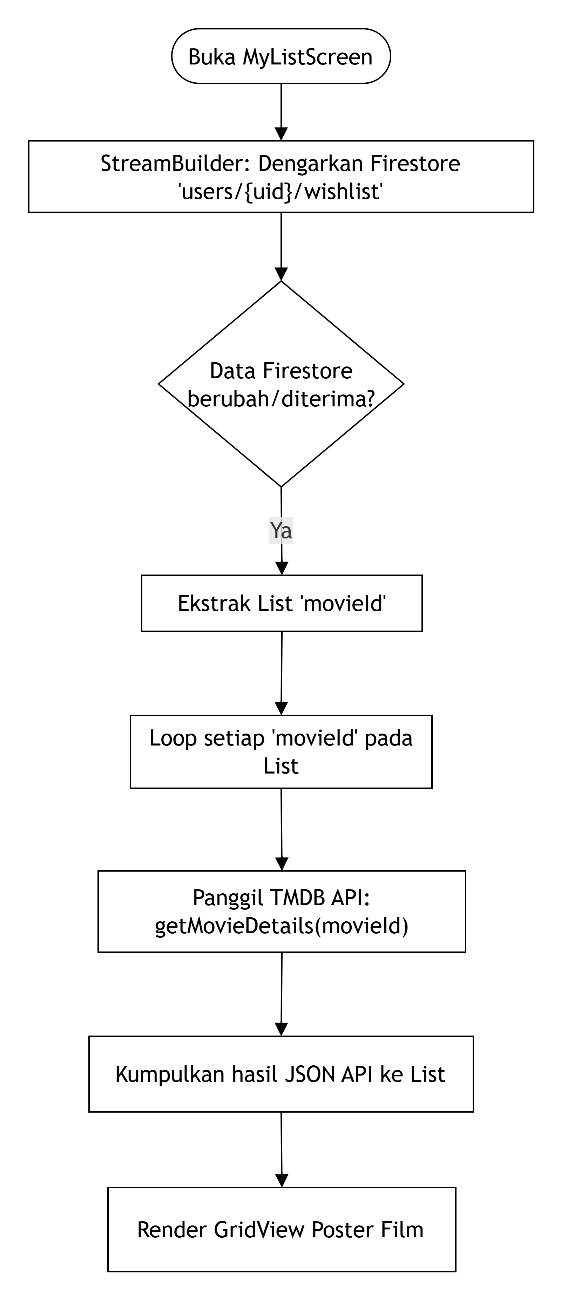 Buka MyListScreen
StreamBuilder: Dengarkan Firestore
'users/{uid}/wishlist'
Data Firestore
berubah/diterima?
Ya
Ekstrak List 'movieId'
Loop setiap 'movieId' pada
List
Panggil TMDB API:
getMovieDetails(movieId)
Kumpulkan hasil JSON API ke List
Render GridView Poster Film